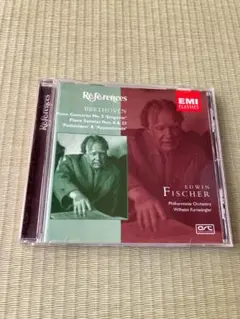 References
References
EMI
CLASSICS
BEETHOVEN
Piano Concerto No. 5 'Emperor'
Piano Sonatas Nos. 8 & 23
'Pathétique' & 'Appassionata'
EDWIN
FISCHER
Philharmonia Orchestra
Wilhelm Furtwängler
art